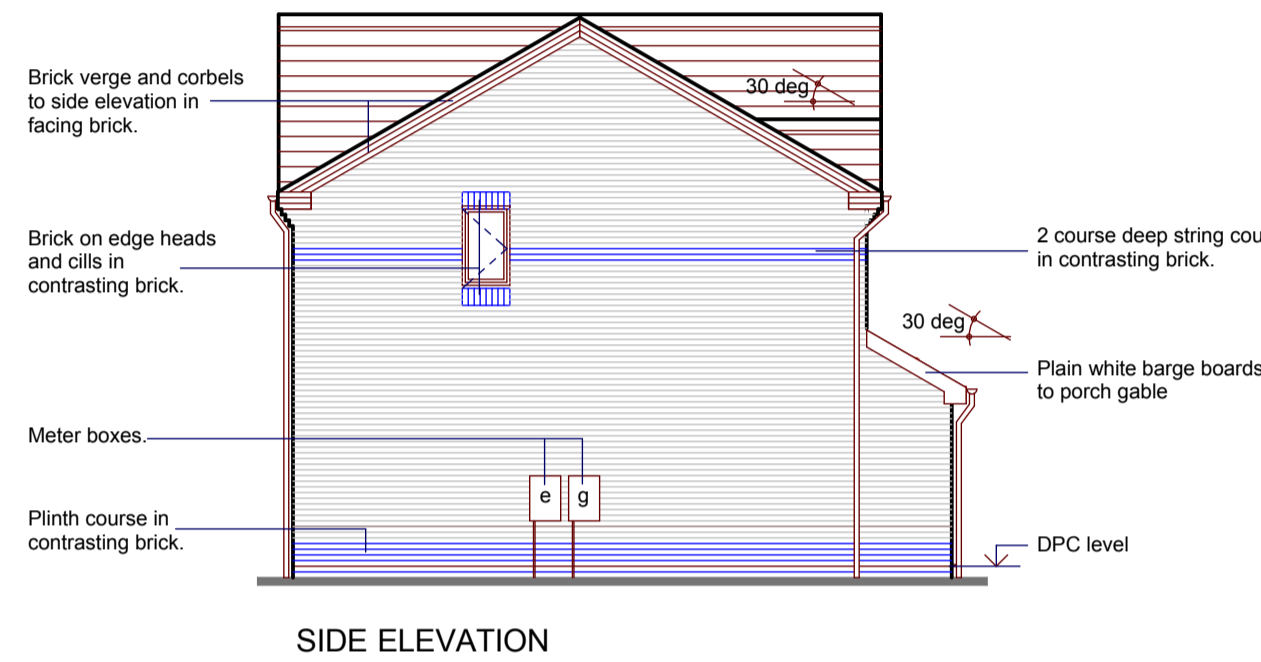 Brick verge and corbels
to side elevation in
facing brick.
30 deg
Brick on edge heads
and cills in
contrasting brick.
2 course deep string cou
in contrasting brick.
30 deg
Plain white barge boards
to porch gable
Meter boxes.
e
g
Plinth course in
contrasting brick.
DPC level
SIDE ELEVATION